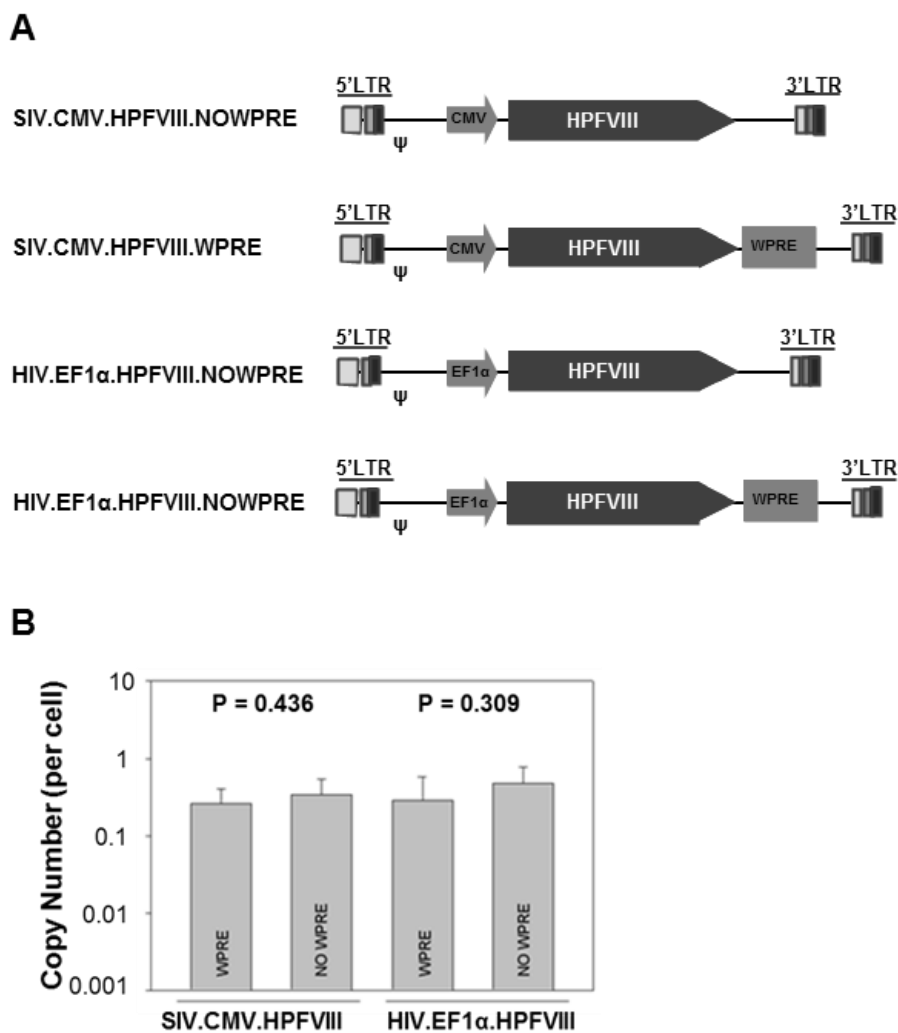 A
5'LTR 3'LTR
SIV.CMV.HPFVIII.NOWPRE CMV HPFVIII
Ψ
5'LTR 3'LTR
SIV.CMV.HPFVIII.WPRE CMV HPFVIII WPRE
Ψ
5'LTR 3'LTR
HIV.EF1α.HPFVIII.NOWPRE EF1α HPFVIII
Ψ
5'LTR 3'LTR
HIV.EF1α.HPFVIII.NOWPRE EF1α HPFVIII WPRE
Ψ
B
Copy Number (per cell)
10
1
0.1
0.01
0.001
P = 0.436 P = 0.309
WPRE
NO WPRE
WPRE
NO WPRE
SIV.CMV.HPFVIII HIV.EF1α.HPFVIII